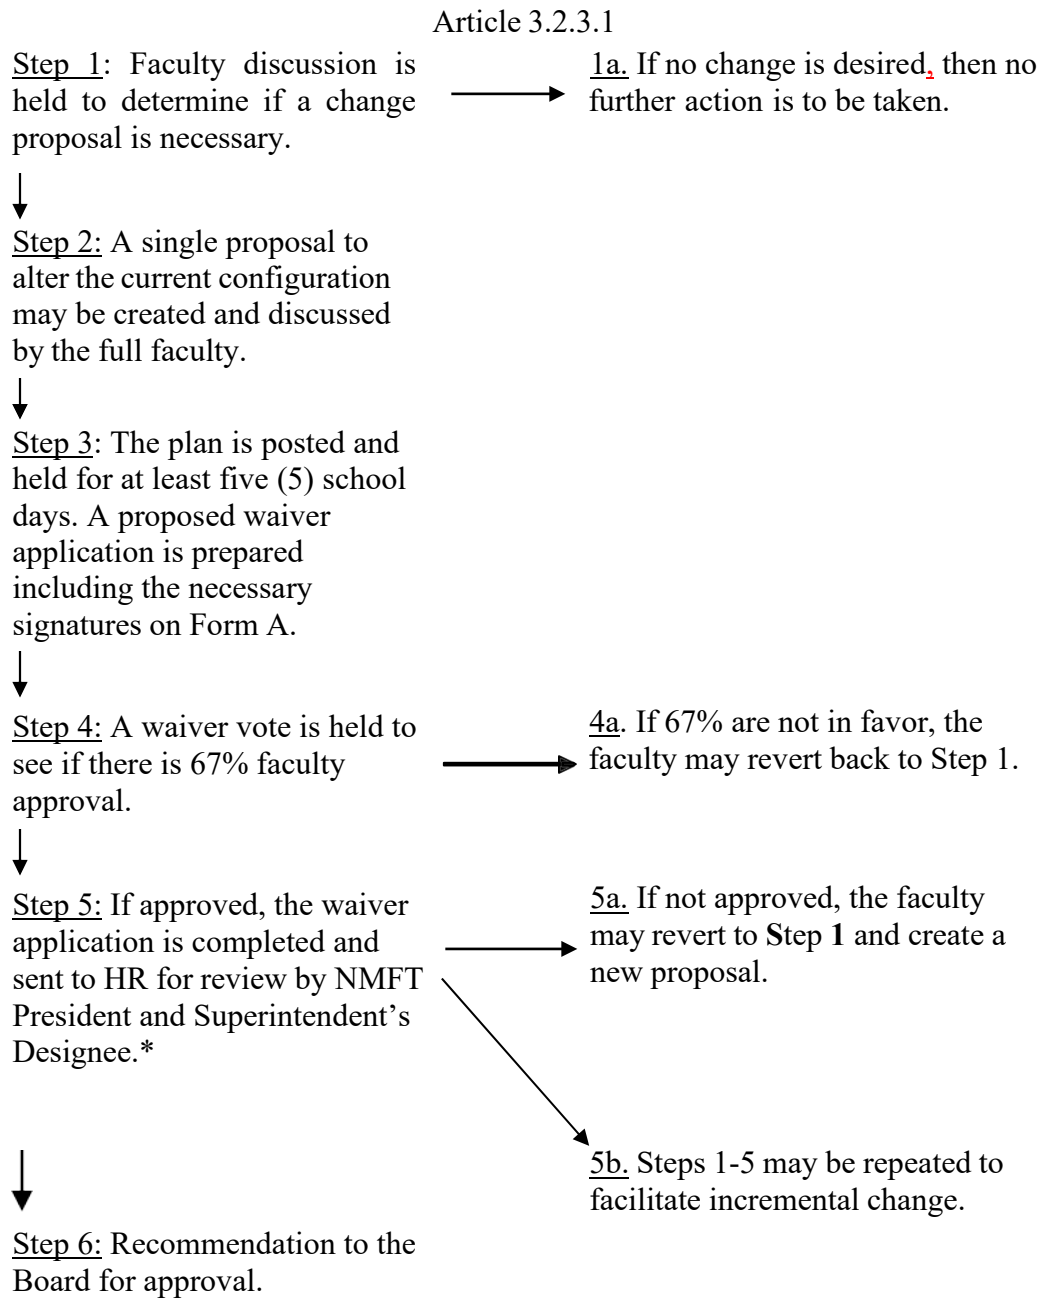 Article 3.2.3.1
Step 1: Faculty discussion is
held to determine if a change
proposal is necessary.
1a. If no change is desired, then no
further action is to be taken.
Step 2: A single proposal to
alter the current configuration
may be created and discussed
by the full faculty.
Step 3: The plan is posted and
held for at least five (5) school
days. A proposed waiver
application is prepared
including the necessary
signatures on Form A.
Step 4: A waiver vote is held to
see if there is 67% faculty
approval.
4a. If 67% are not in favor, the
faculty may revert back to Step 1.
Step 5: If approved, the waiver
application is completed and
sent to HR for review by NMFT
President and Superintendent’s
Designee.*
5a. If not approved, the faculty
may revert to Step 1 and create a
new proposal.
5b. Steps 1-5 may be repeated to
facilitate incremental change.
Step 6: Recommendation to the
Board for approval.